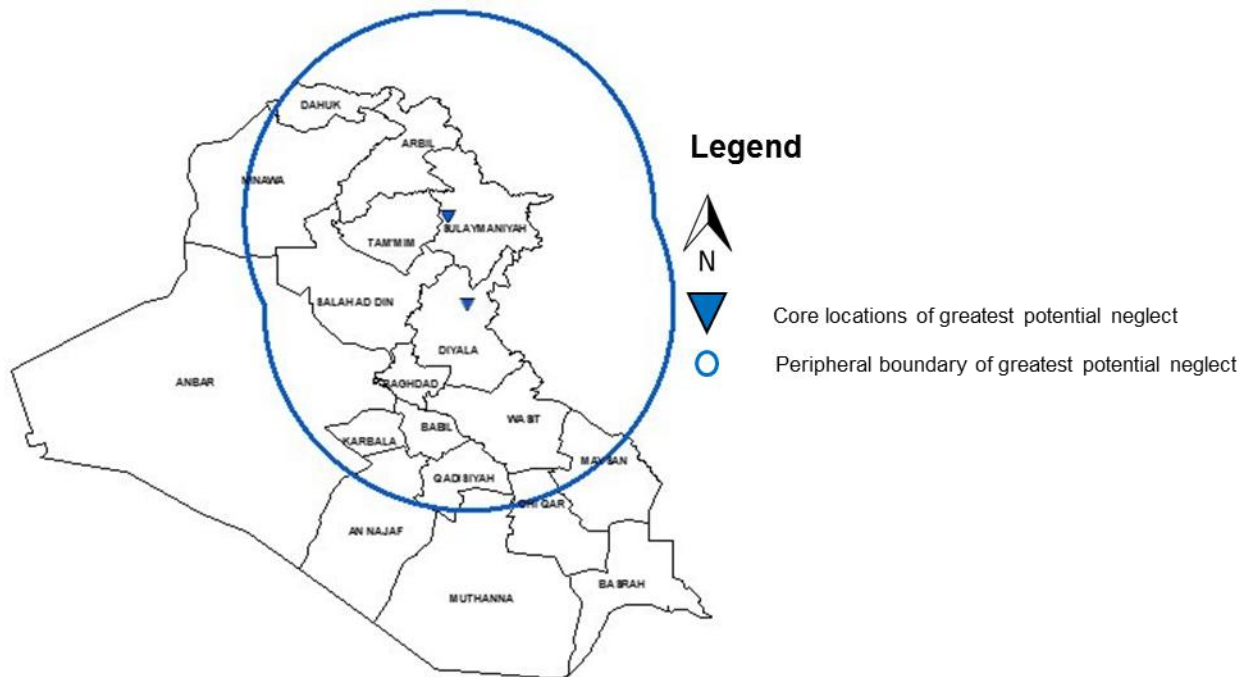 DAHUK
ARBIL
Legend
NINAWA
SULAYMANIYAH
TAM'MIM
N
SALAH AD DIN
Core locations of greatest potential neglect
DIYALA
Peripheral boundary of greatest potential neglect
ANBAR
BAGHDAD
WASIT
BABIL
KARBALA
MAYSAN
QADISIYAH
DHI QAR
AN NAJAF
BASRAH
MUTHANNA